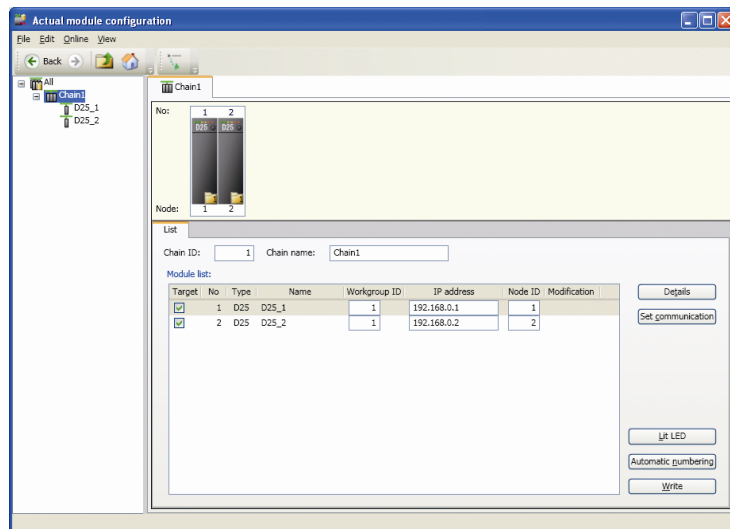 Actual module configuration
File Edit Online View
Back
All
Chain1
D25_1
D25_2
Chain1
No: 1 2
D25 D25
Node: 1 2
List
Chain ID: 1 Chain name: Chain1
Module list:
Target No Type Name Workgroup ID IP address Node ID Modification
1 D25 D25_1 1 192.168.0.1 1
2 D25 D25_2 1 192.168.0.2 2
Details
Set communication
Lit LED
Automatic numbering
Write